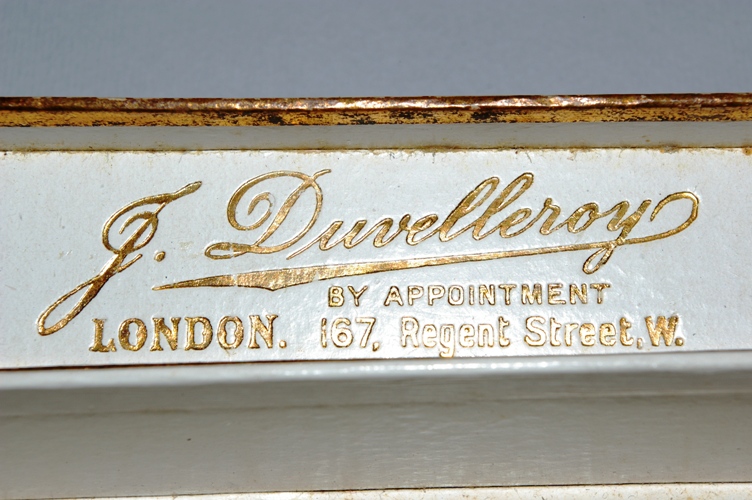 J. Duvelleroy
BY APPOINTMENT
LONDON. 167, Regent Street, W.